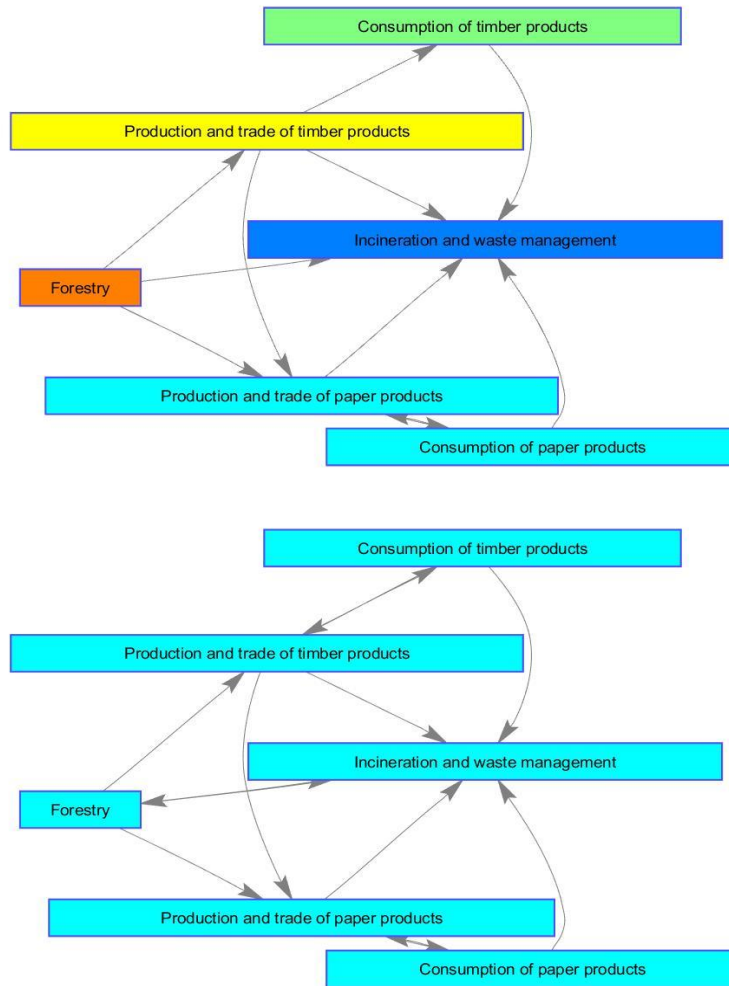 Consumption of timber products
Production and trade of timber products
Incineration and waste management
Forestry
Production and trade of paper products
Consumption of paper products
Consumption of timber products
Production and trade of timber products
Incineration and waste management
Forestry
Production and trade of paper products
Consumption of paper products